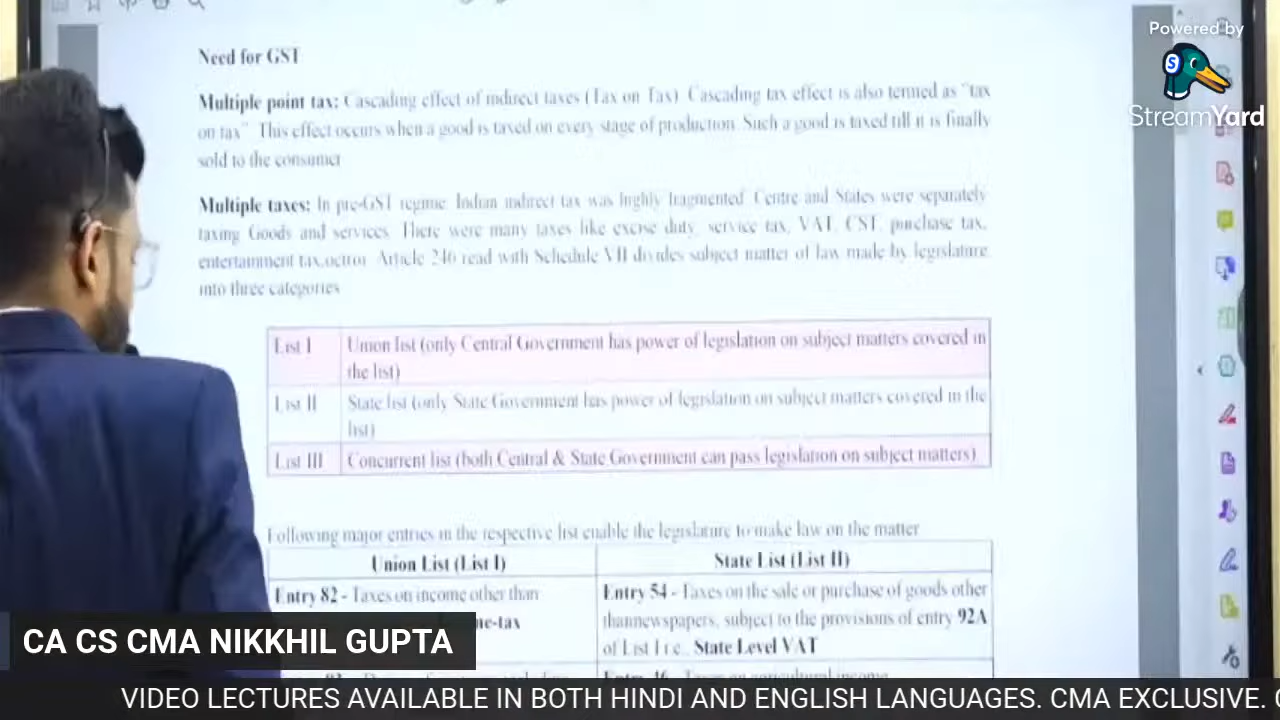 Powered by
StreamYard
Need for GST
Multiple point tax: Cascading effect of indirect taxes (Tax on Tax) Cascading tax effect is also termed as "tax
on tax". This effect occurs when a good is taxed on every stage of production. Such a good is taxed till it is finally
sold to the consumer
Multiple taxes: In pre-GST regime, Indian indirect tax was highly fragmented. Centre and States were separately
taxing Goods and services. There were many taxes like excise duty, service tax, VAT, CST, purchase tax,
entertainment tax,octroi. Article 246 read with Schedule VII divides subject matter of law made by legislature
into three categories
List I Union list (only Central Government has power of legislation on subject matters covered in
the list)
List II State list (only State Government has power of legislation on subject matters covered in the
list)
List III Concurrent list (both Central & State Government can pass legislation on subject matters)
Following major entries in the respective list enable the legislature to make law on the matter
Union List (List I) State List (List II)
Entry 82 - Taxes on income other than
ne-tax
Entry 54 - Taxes on the sale or purchase of goods other
thannewspapers, subject to the provisions of entry 92A
of List I i.e., State Level VAT
Entry 46 - Taxes on agricultural income
CA CS CMA NIKKHIL GUPTA
VIDEO LECTURES AVAILABLE IN BOTH HINDI AND ENGLISH LANGUAGES. CMA EXCLUSIVE.